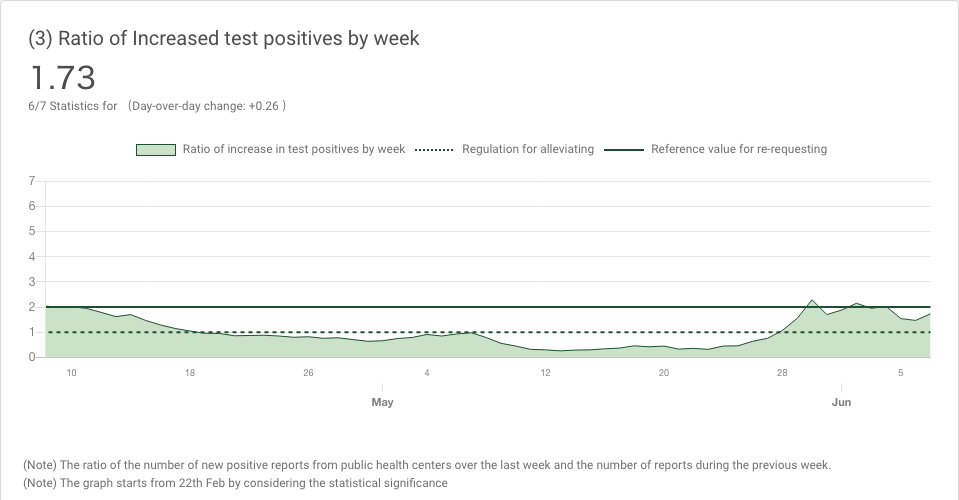 (3) Ratio of Increased test positives by week
1.73
6/7 Statistics for (Day-over-day change: +0.26 )
Ratio of increase in test positives by week Regulation for alleviating Reference value for re-requesting
7
6
5
4
3
2
1
0
10 18 26 4 12 20 28 5
May Jun
(Note) The ratio of the number of new positive reports from public health centers over the last week and the number of reports during the previous week.
(Note) The graph starts from 22th Feb by considering the statistical significance